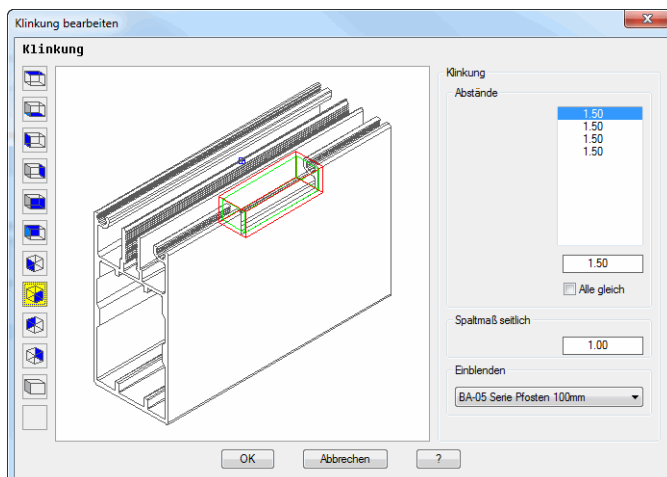 Klinkung bearbeiten
Klinkung
Klinkung
Abstände
1.50
1.50
1.50
1.50
1.50
Alle gleich
Spaltmaß seitlich
1.00
Einblenden
BA-05 Serie Pfosten 100mm
OK
Abbrechen
?